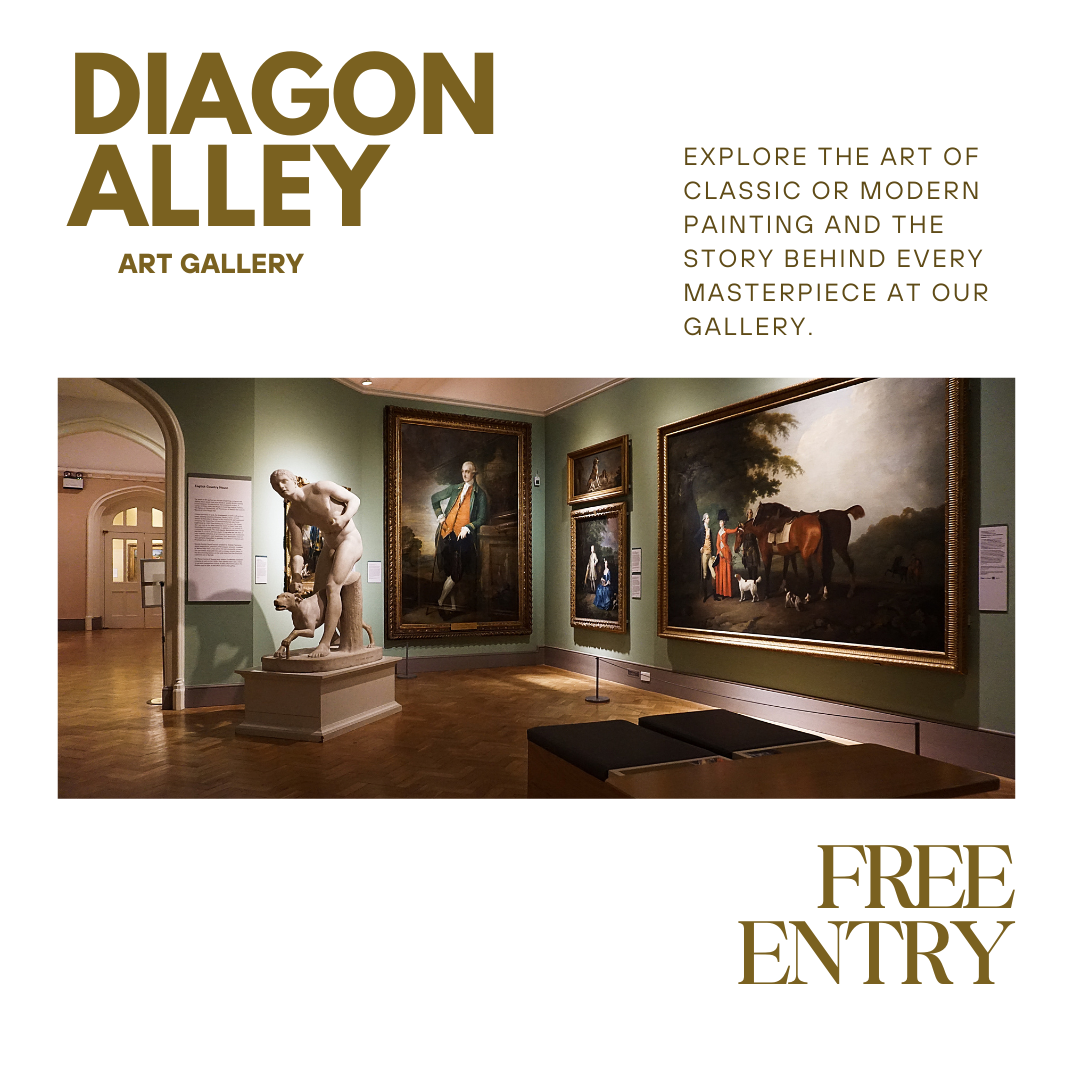 DIAGON
ALLEY
ART GALLERY
EXPLORE THE ART OF
CLASSIC OR MODERN
PAINTING AND THE
STORY BEHIND EVERY
MASTERPIECE AT OUR
GALLERY.
FREE
ENTRY